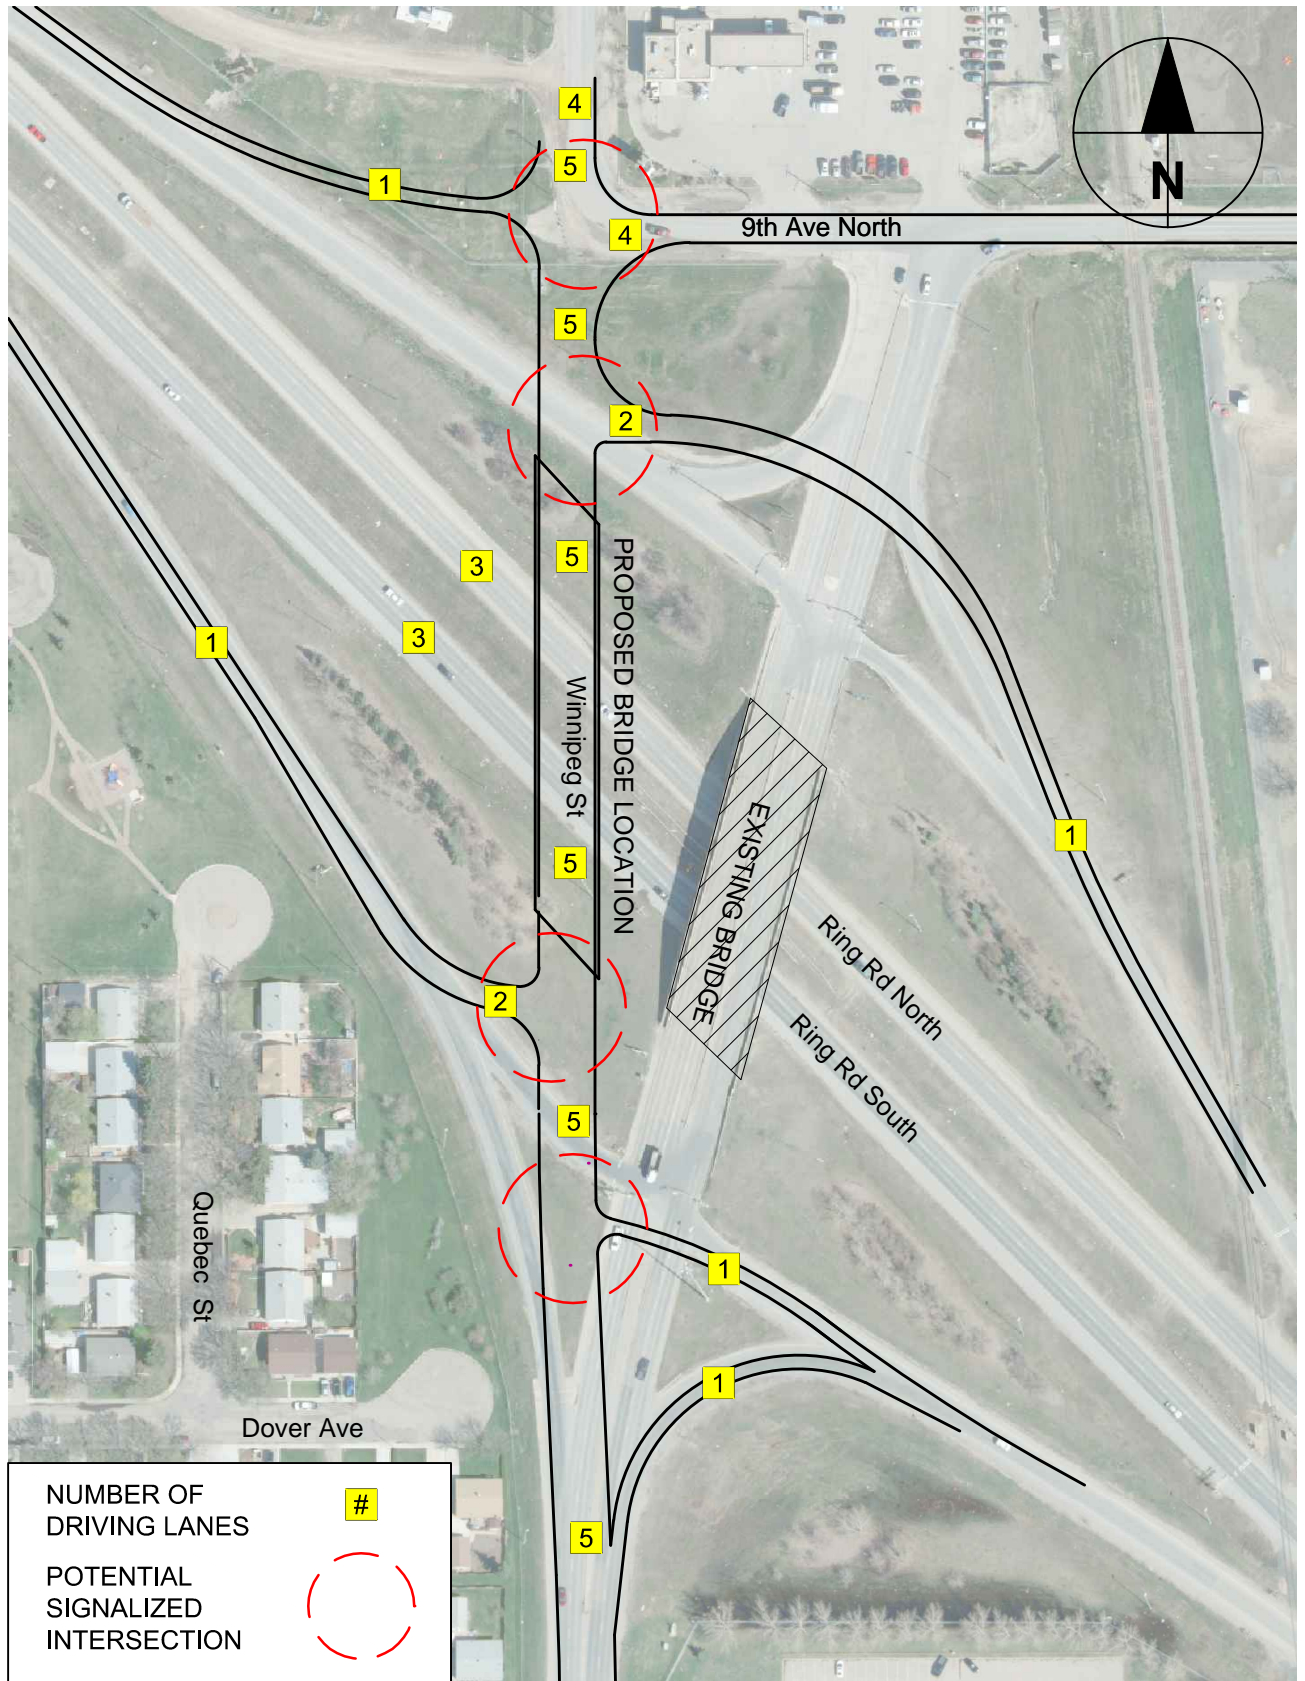 4
5
1
N
4
9th Ave North
5
2
5
3
3
1
PROPOSED BRIDGE LOCATION
Winnipeg St
EXISTING BRIDGE
1
5
Ring Rd North
2
Ring Rd South
5
Quebec St
1
1
Dover Ave
5
NUMBER OF
DRIVING LANES
#
POTENTIAL
SIGNALIZED
INTERSECTION